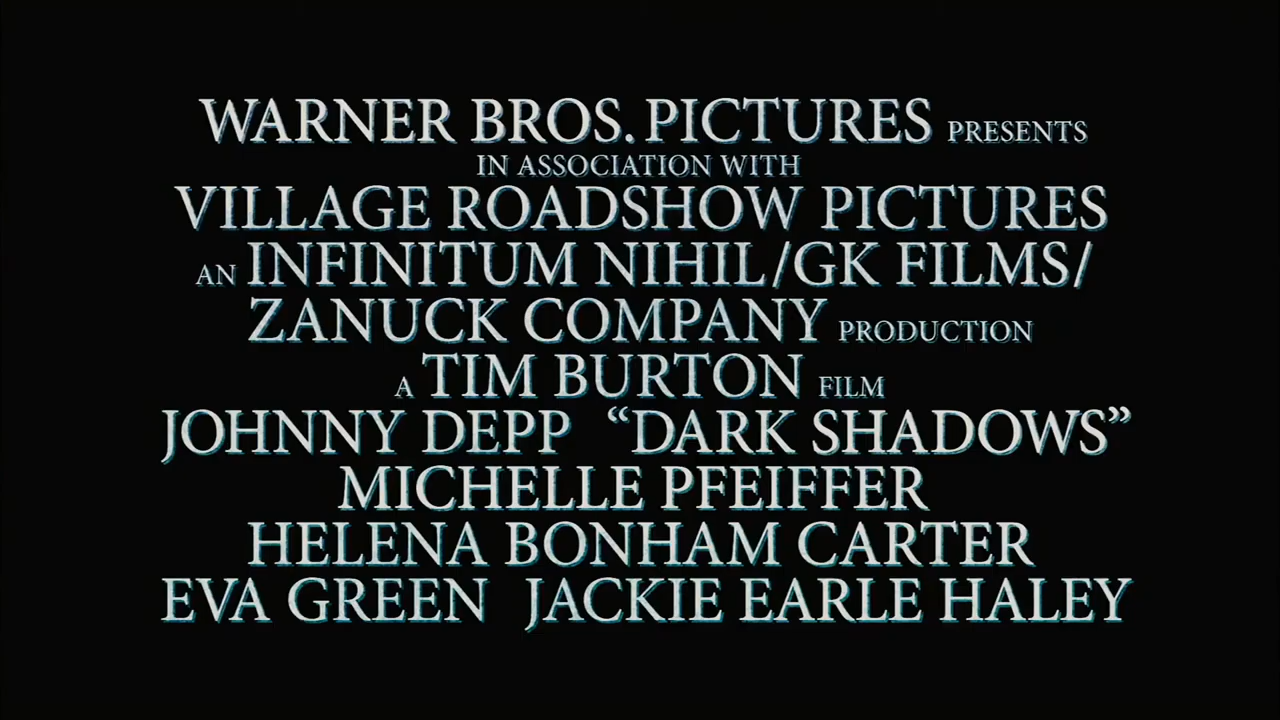 WARNER BROS. PICTURES PRESENTS
IN ASSOCIATION WITH
VILLAGE ROADSHOW PICTURES
AN INFINITUM NIHIL/GK FILMS/
ZANUCK COMPANY PRODUCTION
A TIM BURTON FILM
JOHNNY DEPP “DARK SHADOWS”
MICHELLE PFEIFFER
HELENA BONHAM CARTER
EVA GREEN JACKIE EARLE HALEY